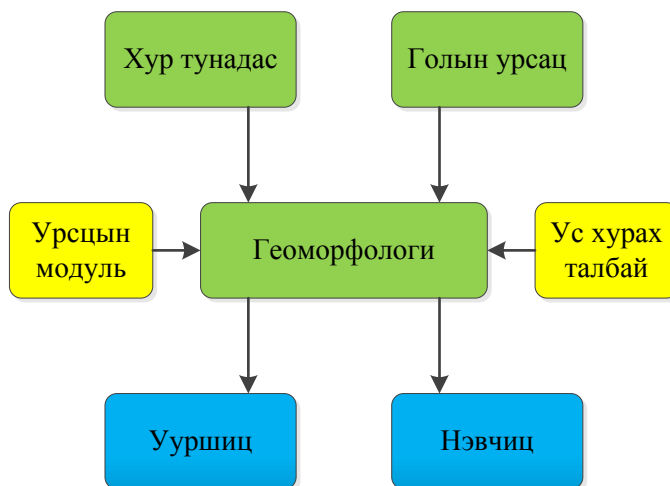 Хур тунадас
Голын урсац
Урсцын
модуль
Геоморфологи
Ус хурах
талбай
Ууршиц
Нэвчиц